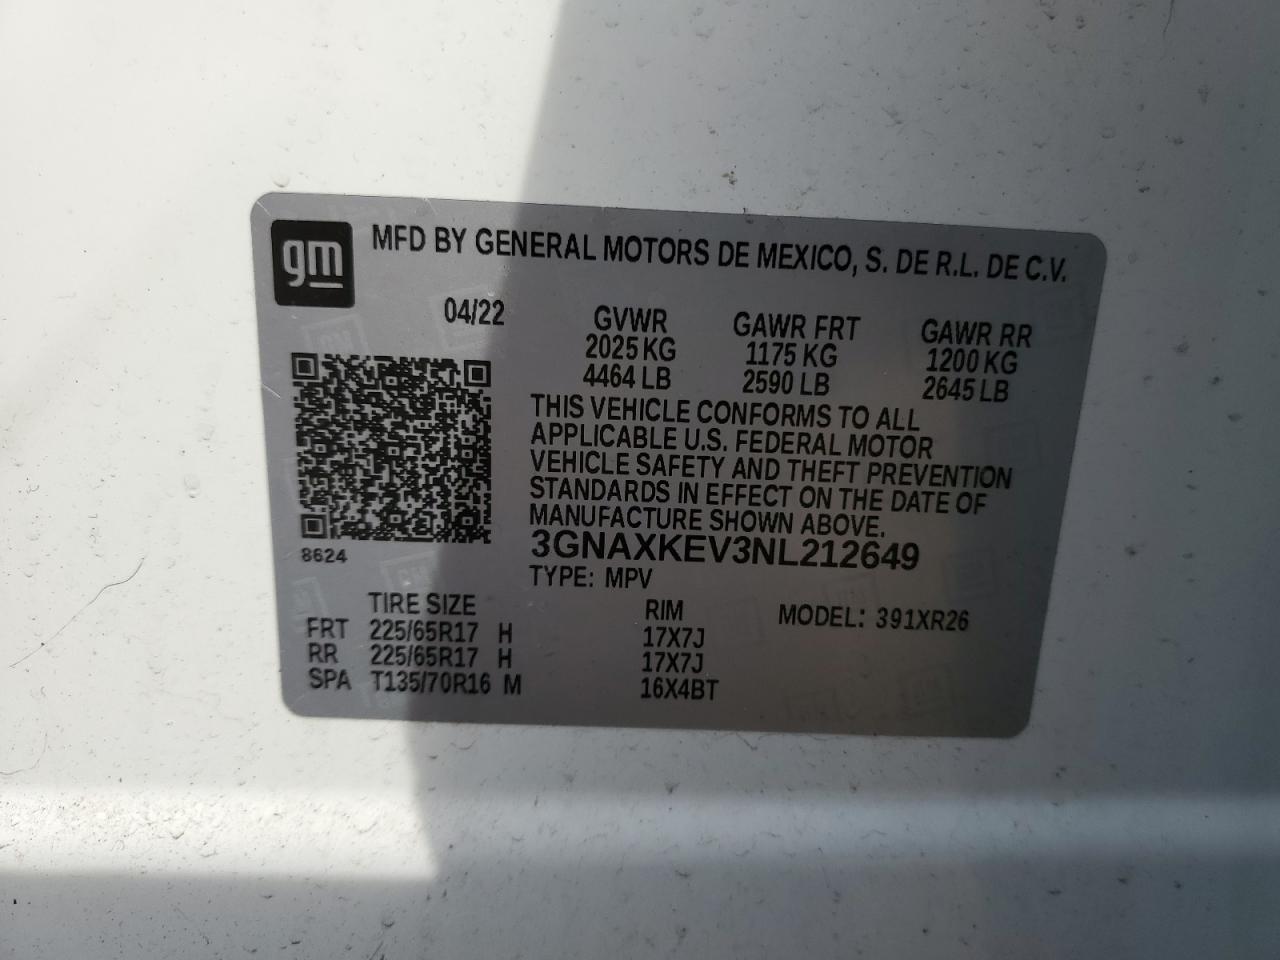 gm
MFD BY GENERAL MOTORS DE MEXICO, S. DE R.L. DE C.V.
04/22 GVWR GAWR FRT GAWR RR
2025 KG 1175 KG 1200 KG
4464 LB 2590 LB 2645 LB
THIS VEHICLE CONFORMS TO ALL
APPLICABLE U.S. FEDERAL MOTOR
VEHICLE SAFETY AND THEFT PREVENTION
STANDARDS IN EFFECT ON THE DATE OF
MANUFACTURE SHOWN ABOVE.
8624
3GNAXKEV3NL212649
TYPE: MPV
TIRE SIZE RIM MODEL: 391XR26
FRT 225/65R17 H 17X7J
RR 225/65R17 H 17X7J
SPA T135/70R16 M 16X4BT